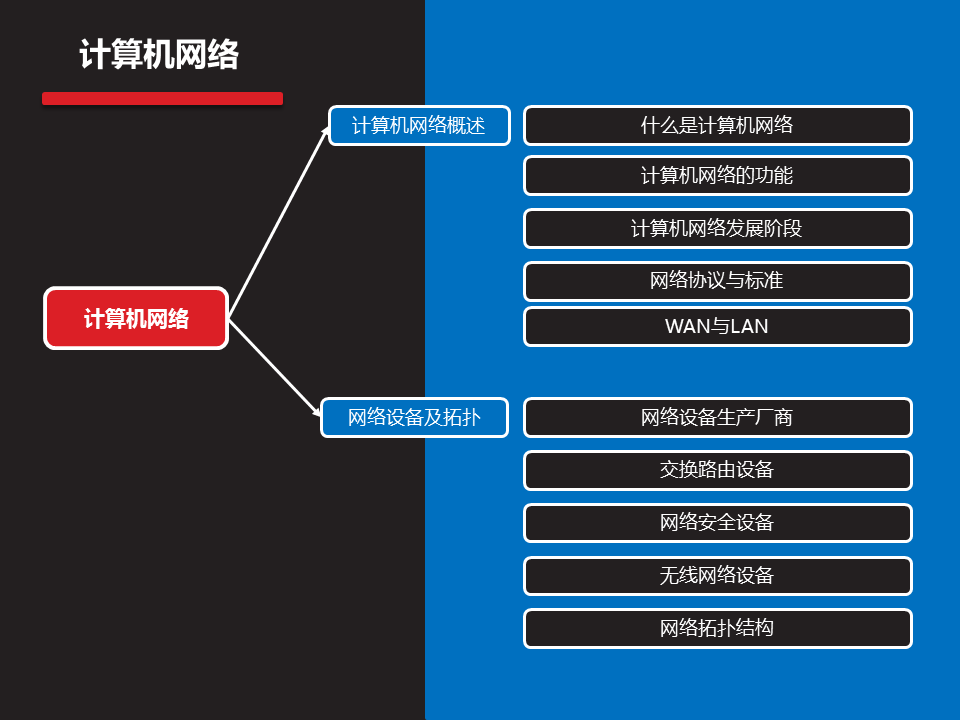 计算机网络
计算机网络概述
什么是计算机网络
计算机网络的功能
计算机网络发展阶段
网络协议与标准
WAN与LAN
计算机网络
网络设备及拓扑
网络设备生产厂商
交换路由设备
网络安全设备
无线网络设备
网络拓扑结构